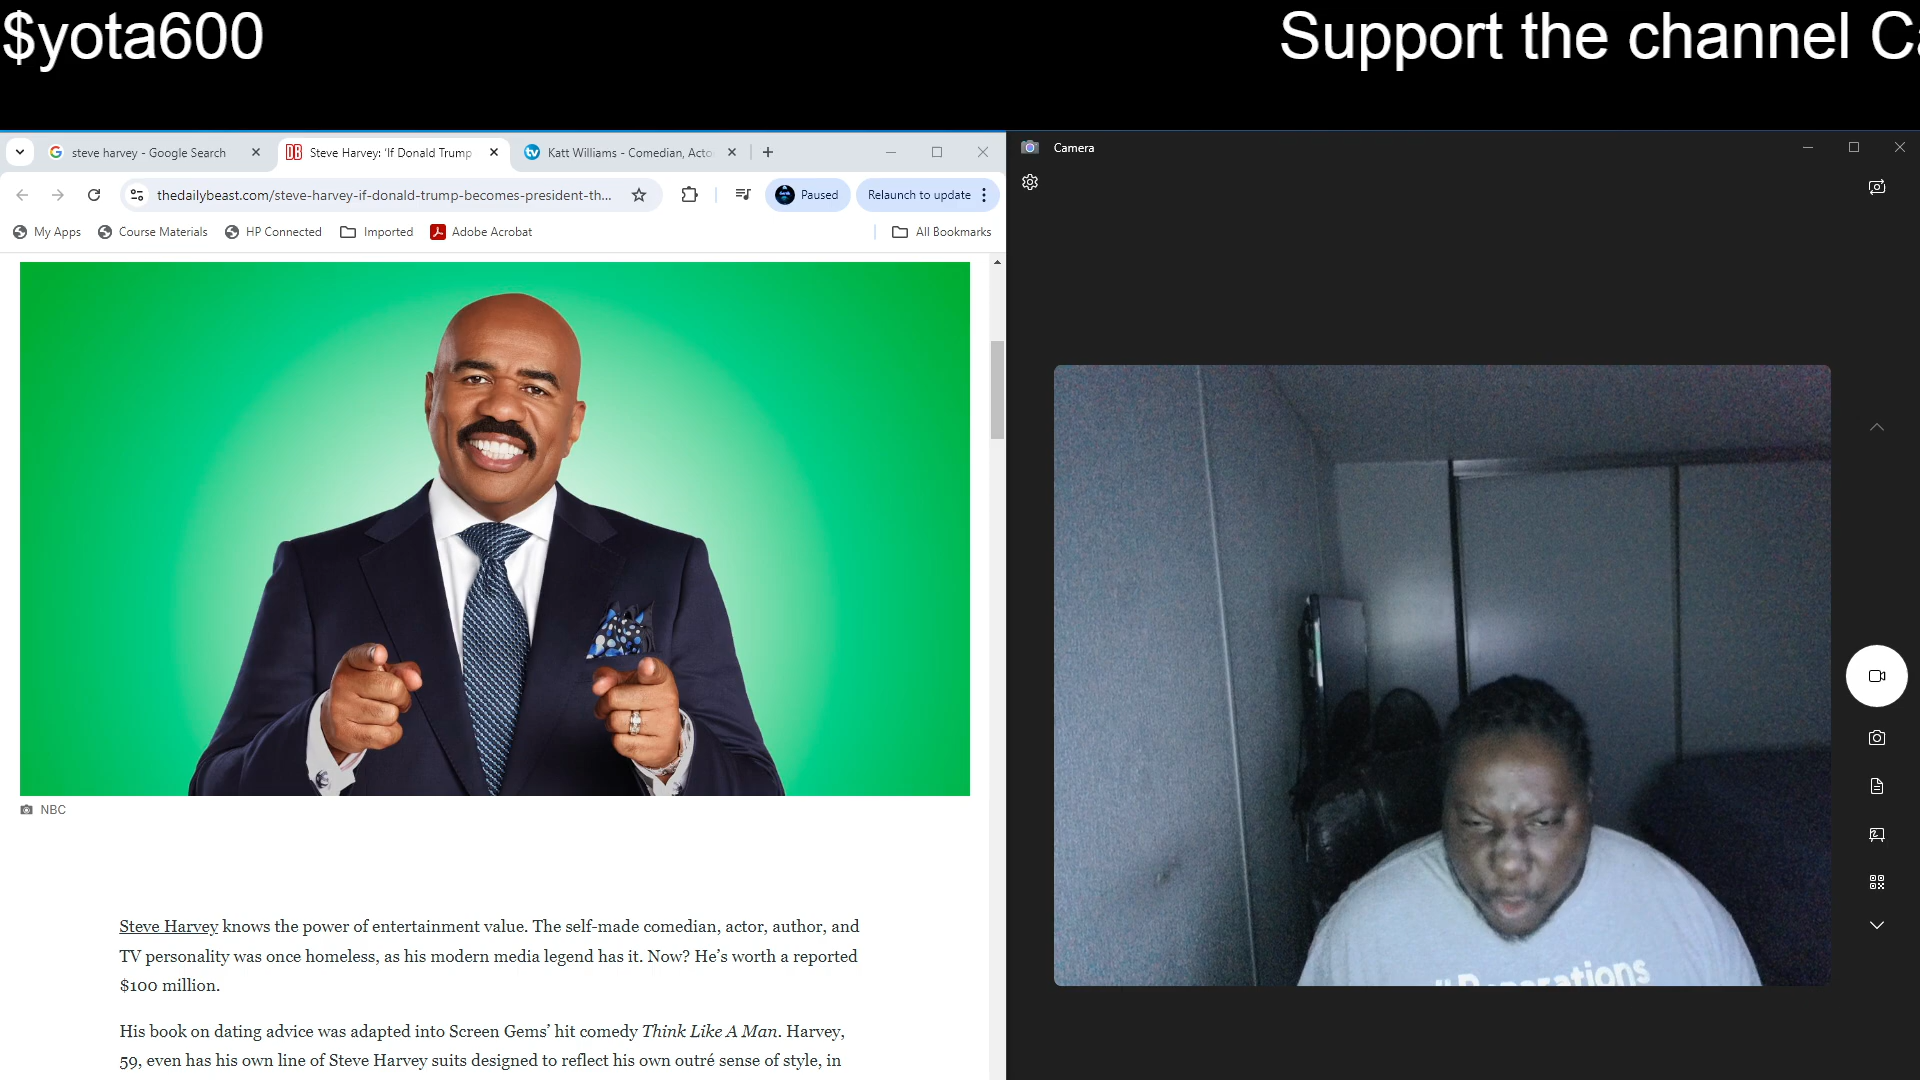 $yota600
Support the channel Ca
steve harvey - Google Search
Steve Harvey: 'If Donald Trump
Katt Williams - Comedian, Acto
thedailybeast.com/steve-harvey-if-donald-trump-becomes-president-th...
Paused
Relaunch to update
My Apps
Course Materials
HP Connected
Imported
Adobe Acrobat
All Bookmarks
NBC
Steve Harvey knows the power of entertainment value. The self-made comedian, actor, author, and
TV personality was once homeless, as his modern media legend has it. Now? He's worth a reported
$100 million.
His book on dating advice was adapted into Screen Gems' hit comedy Think Like A Man. Harvey,
59, even has his own line of Steve Harvey suits designed to reflect his own outré sense of style, in
Camera
#Reparations